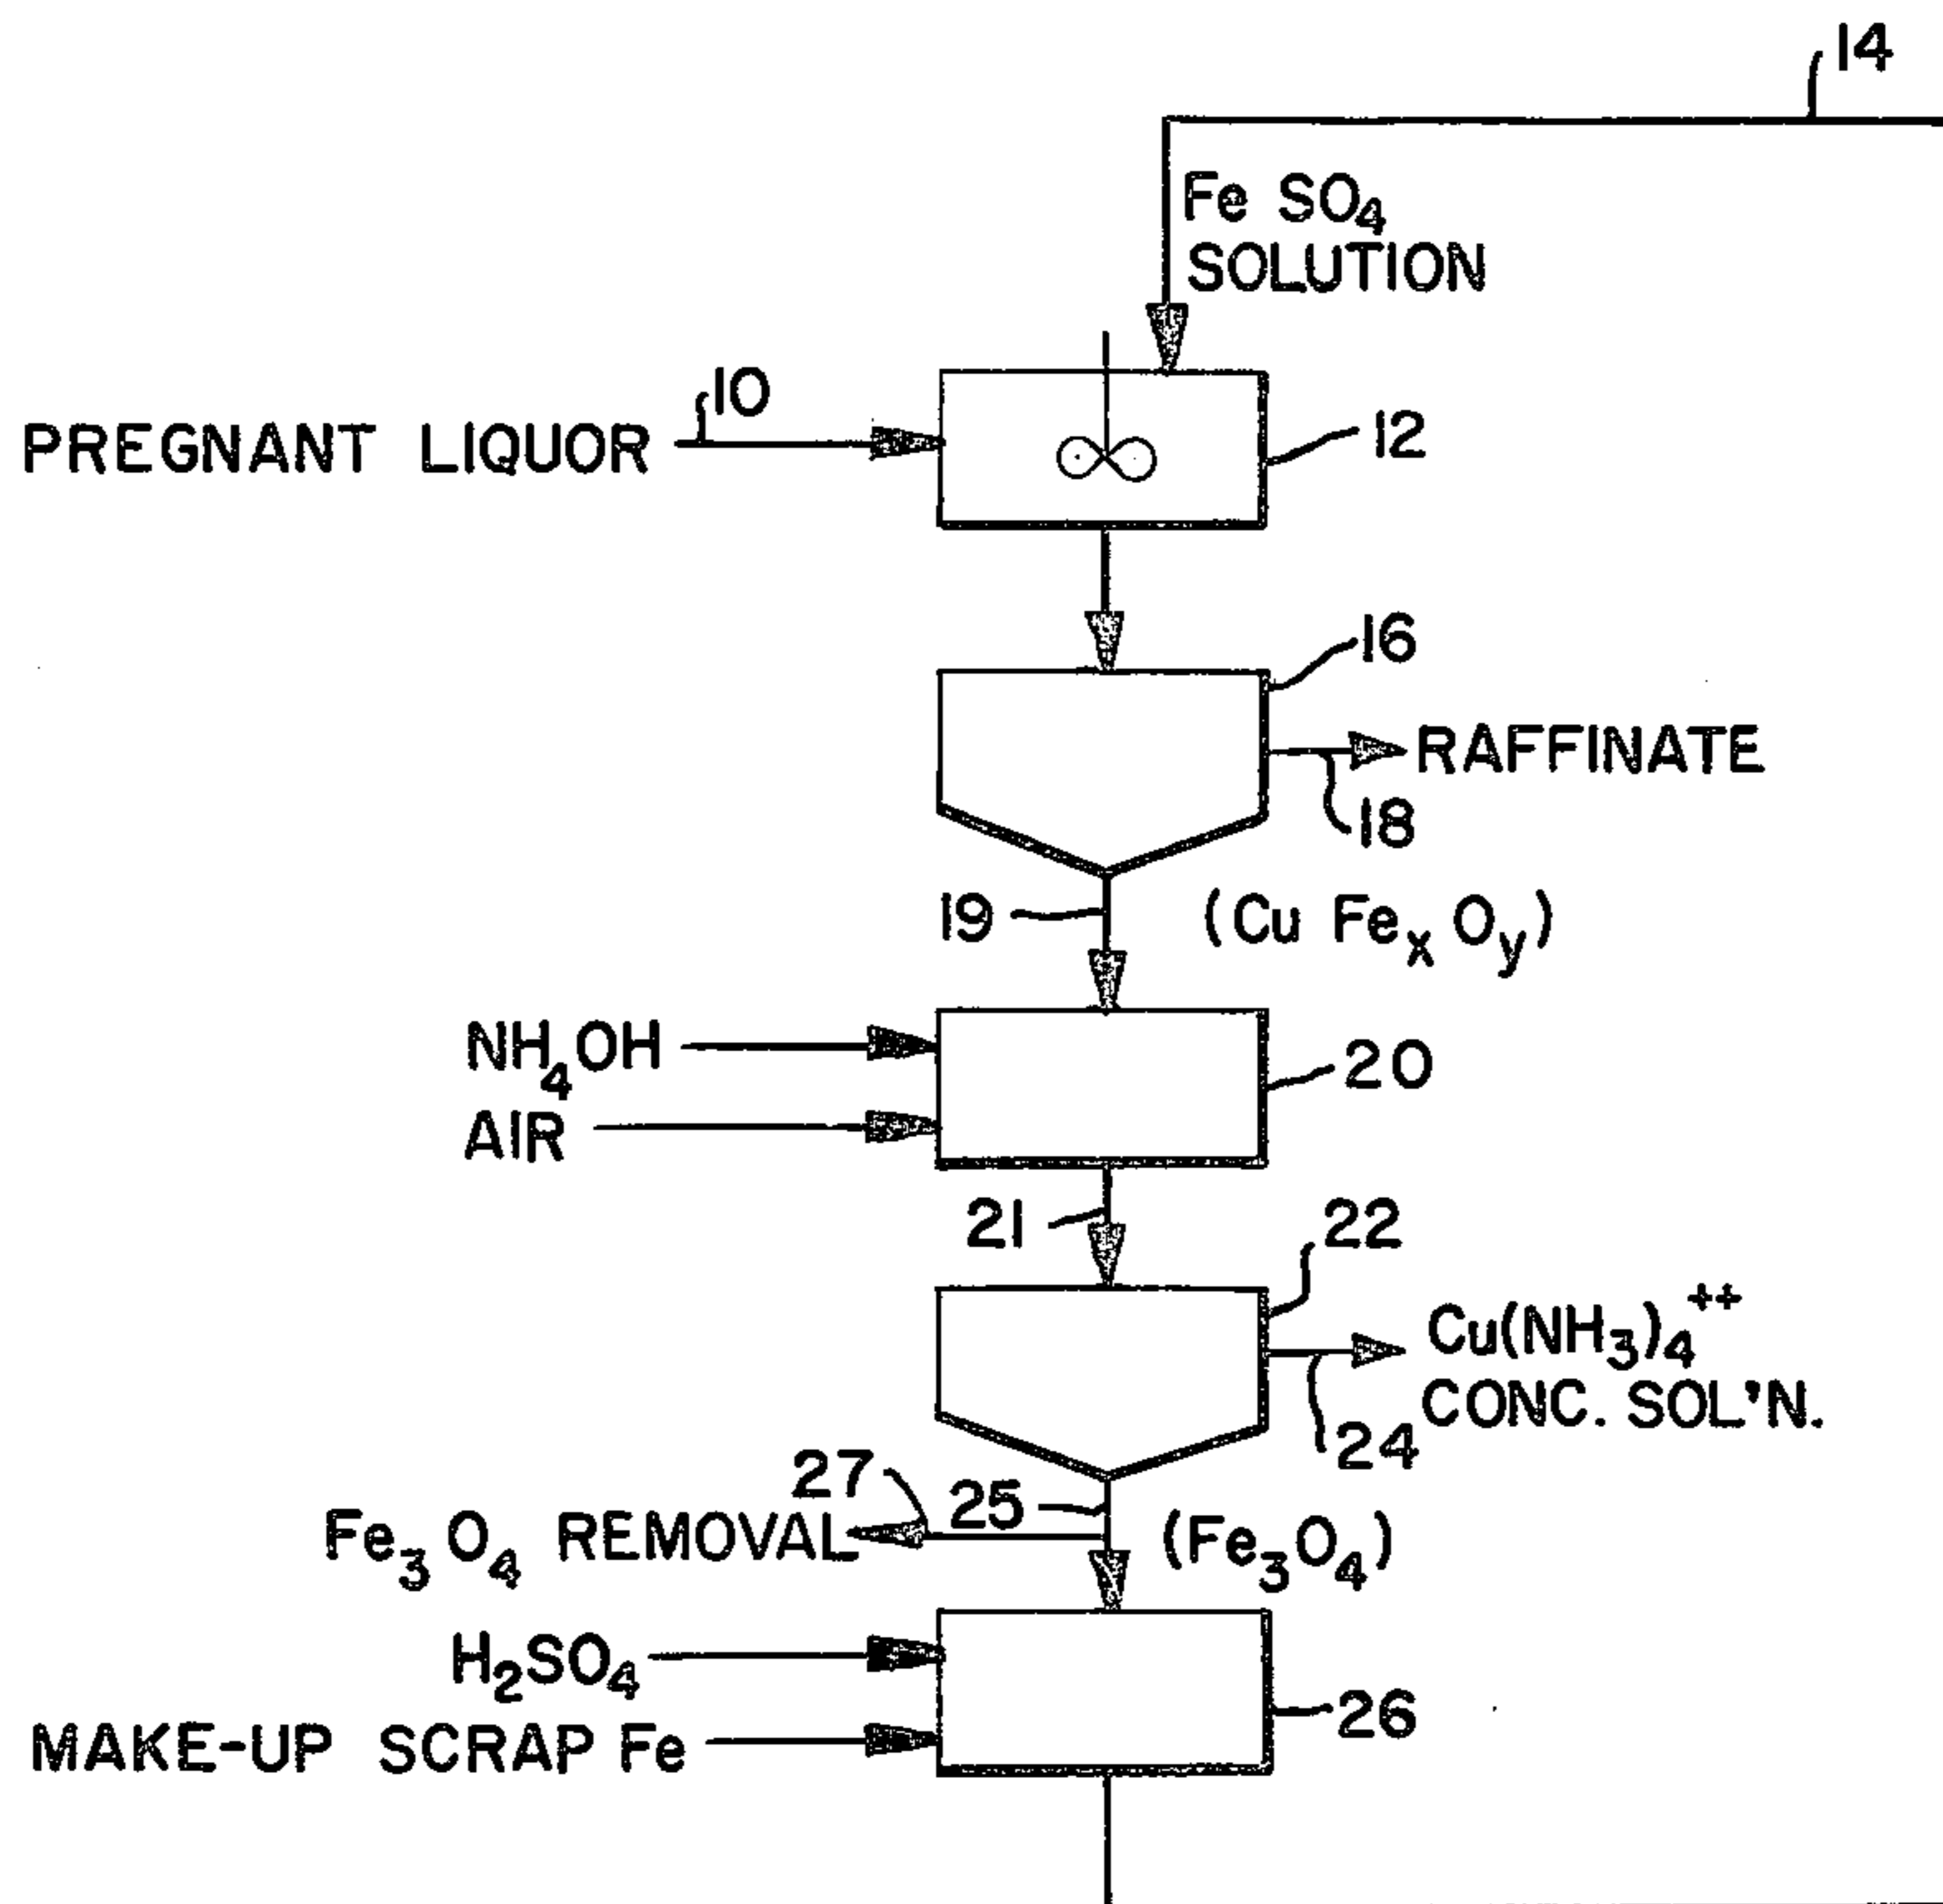 14
Fe SO4
SOLUTION
10
PREGNANT LIQUOR
12
16
RAFFINATE
18
19
(Cu Fex Oy)
NH4OH
20
AIR
21
22
Cu(NH3)4++
CONC. SOL'N.
24
27
25
Fe3 O4 REMOVAL
(Fe3O4)
H2SO4
26
MAKE-UP SCRAP Fe